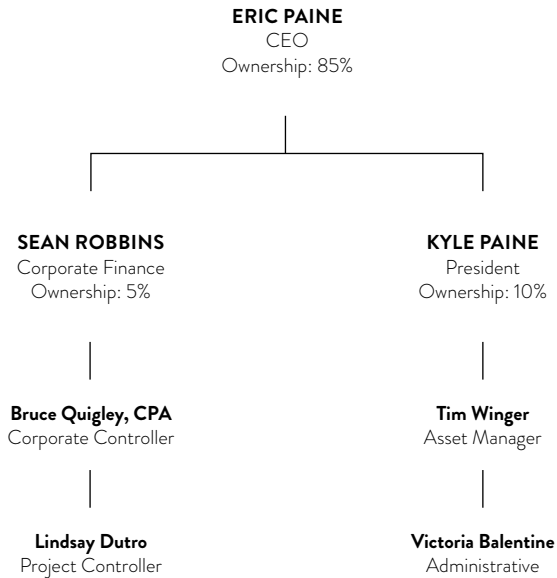 ERIC PAINE
CEO
Ownership: 85%
SEAN ROBBINS
Corporate Finance
Ownership: 5%
KYLE PAINE
President
Ownership: 10%
Bruce Quigley, CPA
Corporate Controller
Tim Winger
Asset Manager
Lindsay Dutro
Project Controller
Victoria Balentine
Administrative